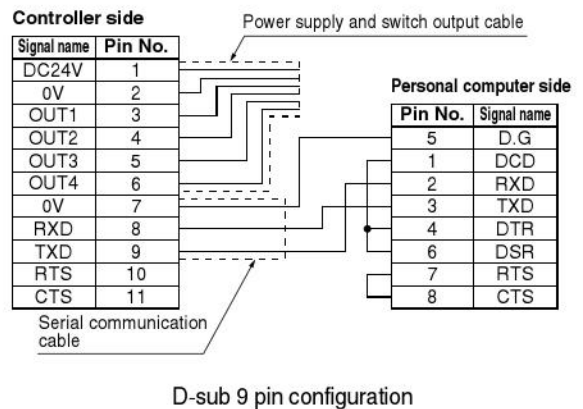 Controller side
Power supply and switch output cable
Signal name Pin No.
DC24V 1
0V 2
OUT1 3
OUT2 4
OUT3 5
OUT4 6
0V 7
RXD 8
TXD 9
RTS 10
CTS 11
Personal computer side
Pin No. Signal name
5 D.G
1 DCD
2 RXD
3 TXD
4 DTR
6 DSR
7 RTS
8 CTS
Serial communication
cable
D-sub 9 pin configuration